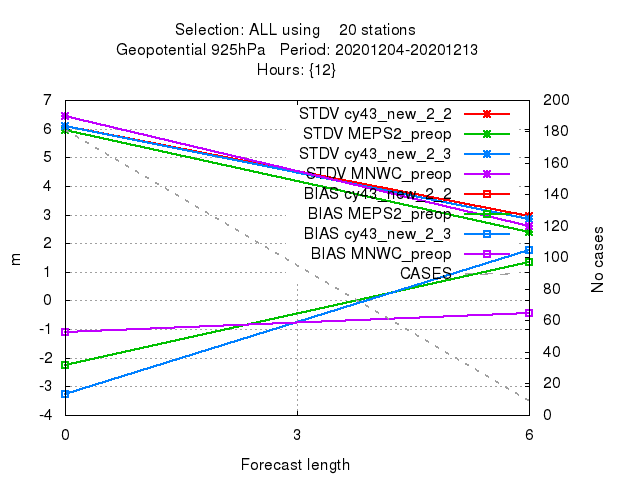 Selection: ALL using    20 stations
Geopotential 925hPa   Period: 20201204-20201213
Hours: {12}
STDV cy43_new_2_2
STDV MEPS2_preop
STDV cy43_new_2_3
STDV MNWC_preop
BIAS cy43_new_2_2
BIAS MEPS2_preop
BIAS cy43_new_2_3
BIAS MNWC_preop
CASES
7
6
5
4
3
2
1
0
-1
-2
-3
-4
m
200
180
160
140
120
100
80
60
40
20
0
No cases
0 3 6
Forecast length